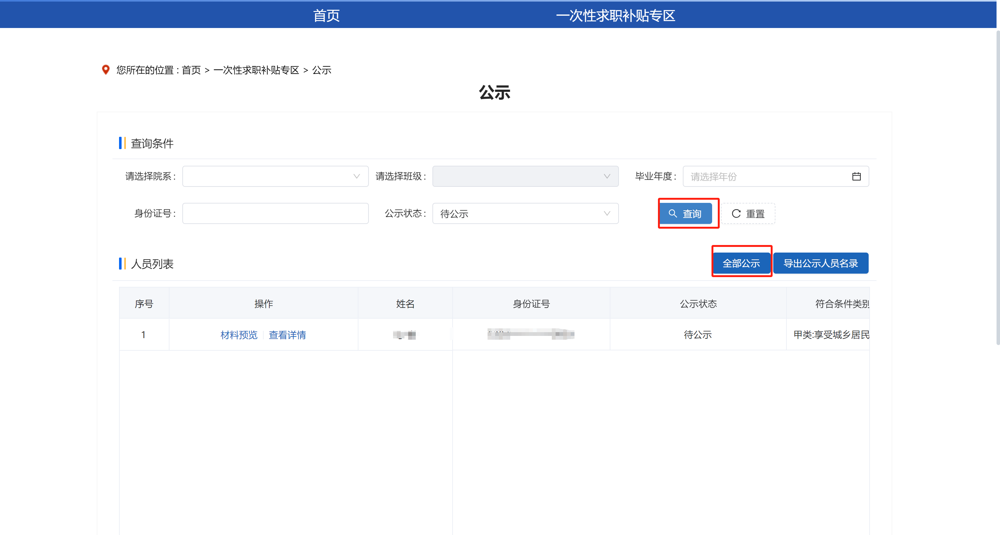 首页 一次性求职补贴专区
您所在的位置 : 首页 > 一次性求职补贴专区 > 公示
公示
查询条件
请选择院系 : 请选择班级 : 毕业年度 : 请选择年份
身份证号 : 公示状态 : 待公示 查询 重置
人员列表 全部公示 导出公示人员名录
序号 操作 姓名 身份证号 公示状态 符合条件类别
1 材料预览 查看详情 待公示 甲类:享受城乡居民